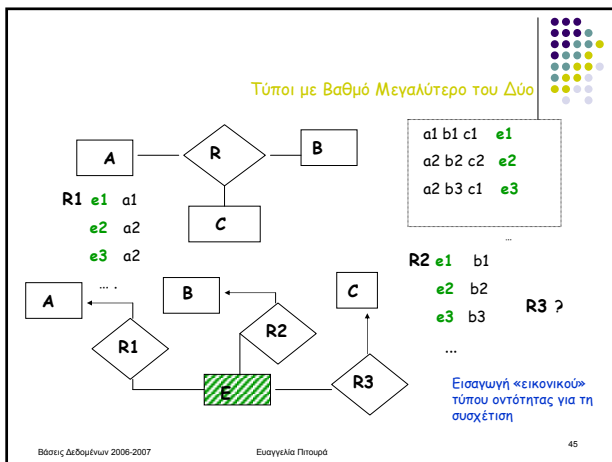 Τύποι με Βαθμό Μεγαλύτερο του Δύο
A
R
B
C
a1 b1 c1 e1
a2 b2 c2 e2
a2 b3 c1 e3
...
R1 e1 a1
e2 a2
e3 a2
... .
R2 e1 b1
e2 b2
e3 b3
...
R3 ?
A
B
C
R1
R2
R3
E
Εισαγωγή «εικονικού»
τύπου οντότητας για τη
συσχέτιση
Βάσεις Δεδομένων 2006-2007
Ευαγγελία Πιτουρά
45